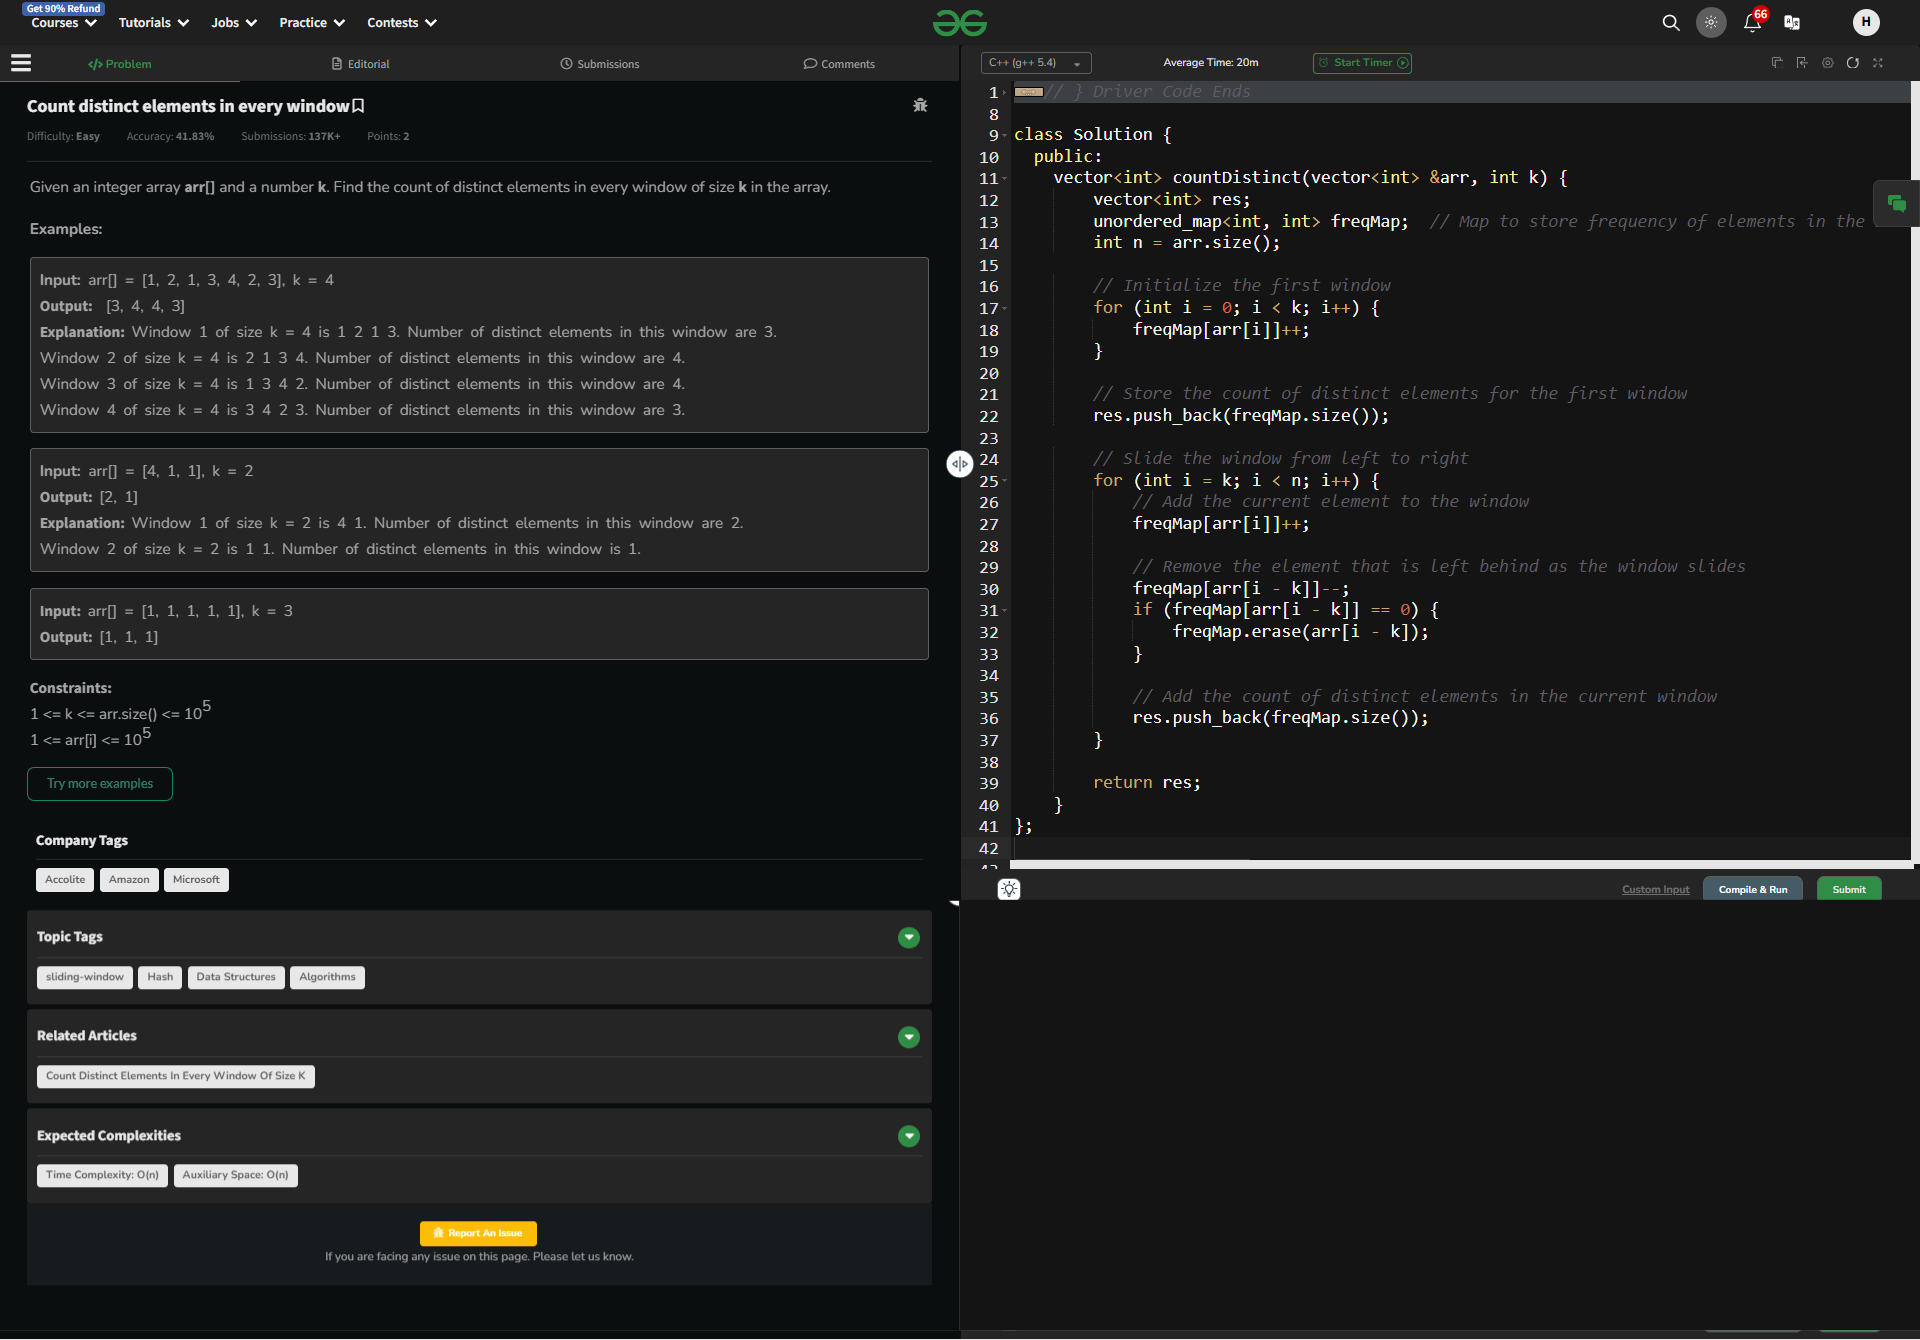 Get 90% Refund
Courses Tutorials Jobs Practice Contests
66
H
Problem Editorial Submissions Comments
Count distinct elements in every window
Difficulty: Easy Accuracy: 41.83% Submissions: 137K+ Points: 2
Given an integer array arr[] and a number k. Find the count of distinct elements in every window of size k in the array.
Examples:
Input: arr[] = [1, 2, 1, 3, 4, 2, 3], k = 4
Output: [3, 4, 4, 3]
Explanation: Window 1 of size k = 4 is 1 2 1 3. Number of distinct elements in this window are 3.
Window 2 of size k = 4 is 2 1 3 4. Number of distinct elements in this window are 4.
Window 3 of size k = 4 is 1 3 4 2. Number of distinct elements in this window are 4.
Window 4 of size k = 4 is 3 4 2 3. Number of distinct elements in this window are 3.
Input: arr[] = [4, 1, 1], k = 2
Output: [2, 1]
Explanation: Window 1 of size k = 2 is 4 1. Number of distinct elements in this window are 2.
Window 2 of size k = 2 is 1 1. Number of distinct elements in this window is 1.
Input: arr[] = [1, 1, 1, 1, 1], k = 3
Output: [1, 1, 1]
Constraints:
1 <= k <= arr.size() <= 10^5
1 <= arr[i] <= 10^5
Try more examples
Company Tags
Accolite Amazon Microsoft
Topic Tags
sliding-window Hash Data Structures Algorithms
Related Articles
Count Distinct Elements In Every Window Of Size K
Expected Complexities
Time Complexity: O(n) Auxiliary Space: O(n)
Report An Issue
If you are facing any issue on this page. Please let us know.
C++ (g++ 5.4) Average Time: 20m Start Timer
1 // } Driver Code Ends
8
9 class Solution {
10 public:
11 vector<int> countDistinct(vector<int> &arr, int k) {
12 vector<int> res;
13 unordered_map<int, int> freqMap; // Map to store frequency of elements in the
14 int n = arr.size();
15
16 // Initialize the first window
17 for (int i = 0; i < k; i++) {
18 freqMap[arr[i]]++;
19 }
20
21 // Store the count of distinct elements for the first window
22 res.push_back(freqMap.size());
23
24 // Slide the window from left to right
25 for (int i = k; i < n; i++) {
26 // Add the current element to the window
27 freqMap[arr[i]]++;
28
29 // Remove the element that is left behind as the window slides
30 freqMap[arr[i - k]]--;
31 if (freqMap[arr[i - k]] == 0) {
32 freqMap.erase(arr[i - k]);
33 }
34
35 // Add the count of distinct elements in the current window
36 res.push_back(freqMap.size());
37 }
38
39 return res;
40 }
41 };
42
Custom Input Compile & Run Submit